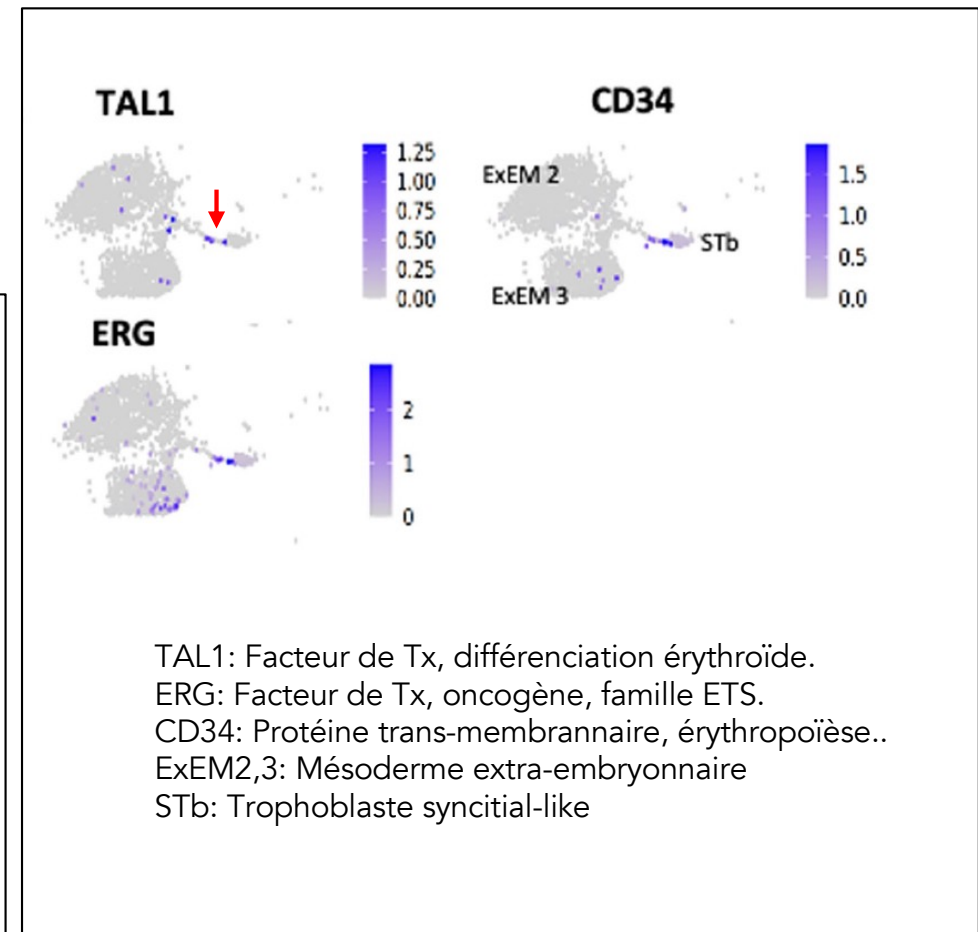 TAL1
1.25
1.00
0.75
0.50
0.25
0.00
CD34
ExEM 2
STb
ExEM 3
1.5
1.0
0.5
0.0
ERG
2
1
0
TAL1: Facteur de Tx, différenciation érythroïde.
ERG: Facteur de Tx, oncogène, famille ETS.
CD34: Protéine trans-membrannaire, érythropoïèse..
ExEM2,3: Mésoderme extra-embryonnaire
STb: Trophoblaste syncitial-like